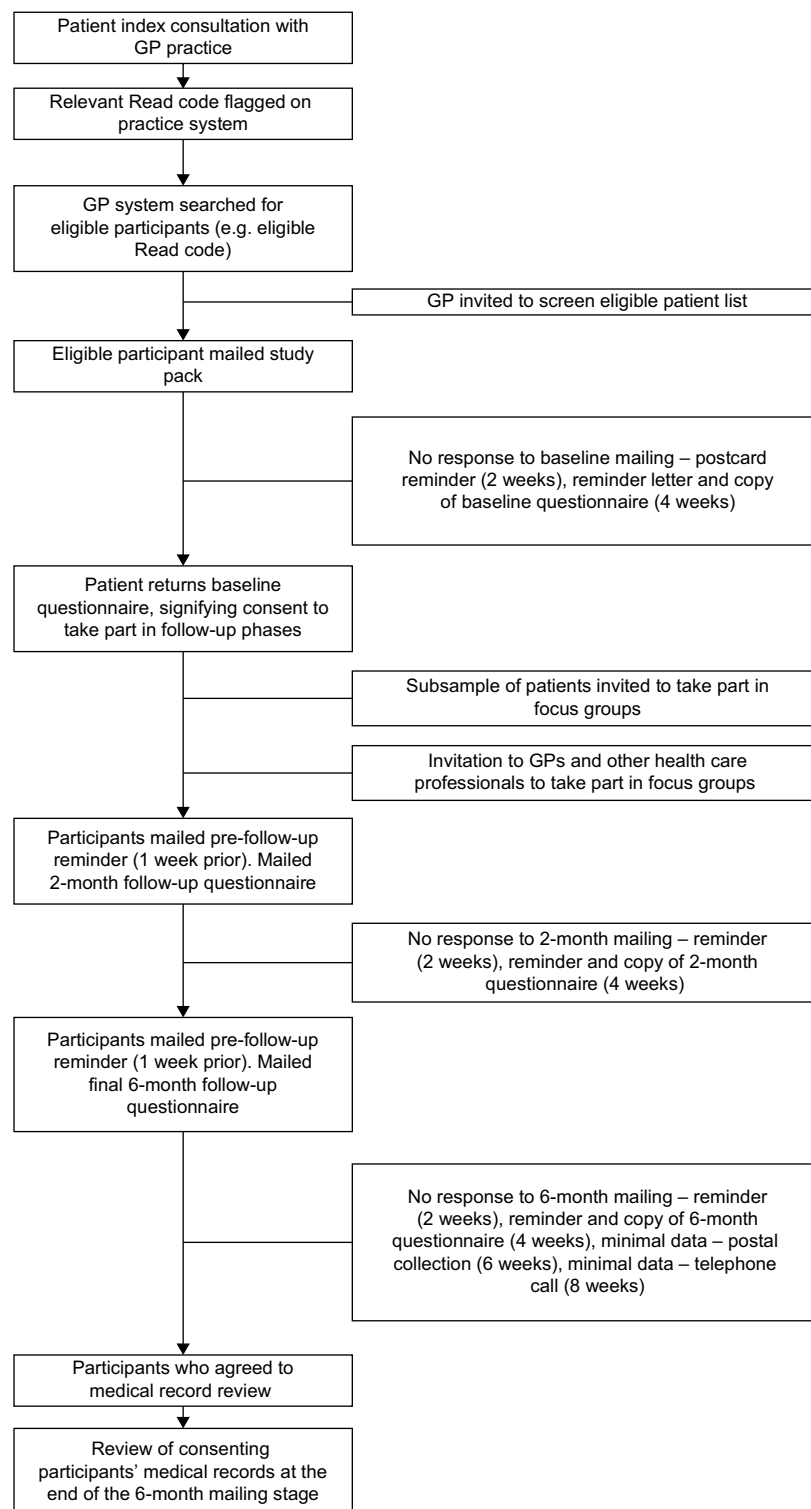 Patient index consultation with
GP practice
Relevant Read code flagged on
practice system
GP system searched for
eligible participants (e.g. eligible
Read code)
GP invited to screen eligible patient list
Eligible participant mailed study
pack
No response to baseline mailing – postcard
reminder (2 weeks), reminder letter and copy
of baseline questionnaire (4 weeks)
Patient returns baseline
questionnaire, signifying consent to
take part in follow-up phases
Subsample of patients invited to take part in
focus groups
Invitation to GPs and other health care
professionals to take part in focus groups
Participants mailed pre-follow-up
reminder (1 week prior). Mailed
2-month follow-up questionnaire
No response to 2-month mailing – reminder
(2 weeks), reminder and copy of 2-month
questionnaire (4 weeks)
Participants mailed pre-follow-up
reminder (1 week prior). Mailed
final 6-month follow-up
questionnaire
No response to 6-month mailing – reminder
(2 weeks), reminder and copy of 6-month
questionnaire (4 weeks), minimal data – postal
collection (6 weeks), minimal data – telephone
call (8 weeks)
Participants who agreed to
medical record review
Review of consenting
participants’ medical records at the
end of the 6-month mailing stage